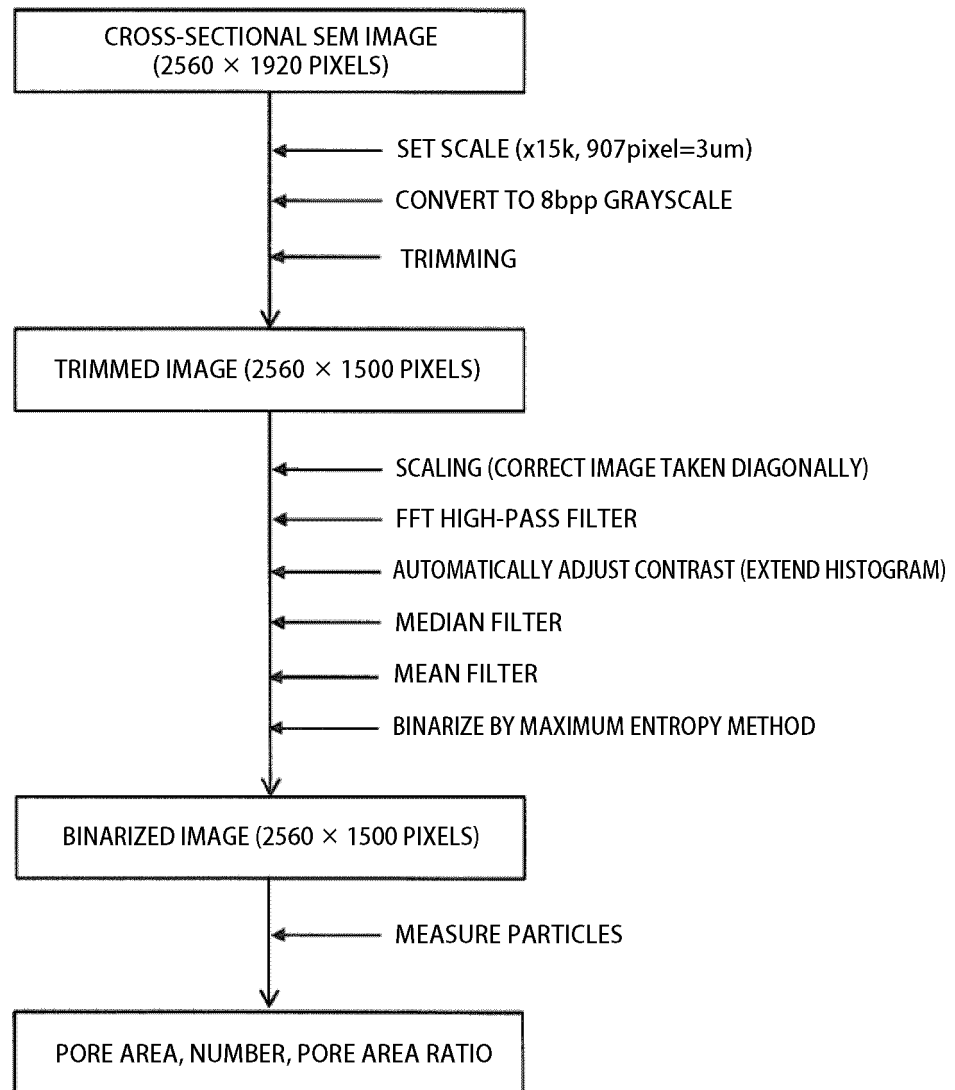 CROSS-SECTIONAL SEM IMAGE
(2560 × 1920 PIXELS)
SET SCALE (x15k, 907pixel=3um)
CONVERT TO 8bpp GRAYSCALE
TRIMMING
TRIMMED IMAGE (2560 × 1500 PIXELS)
SCALING (CORRECT IMAGE TAKEN DIAGONALLY)
FFT HIGH-PASS FILTER
AUTOMATICALLY ADJUST CONTRAST (EXTEND HISTOGRAM)
MEDIAN FILTER
MEAN FILTER
BINARIZE BY MAXIMUM ENTROPY METHOD
BINARIZED IMAGE (2560 × 1500 PIXELS)
MEASURE PARTICLES
PORE AREA, NUMBER, PORE AREA RATIO